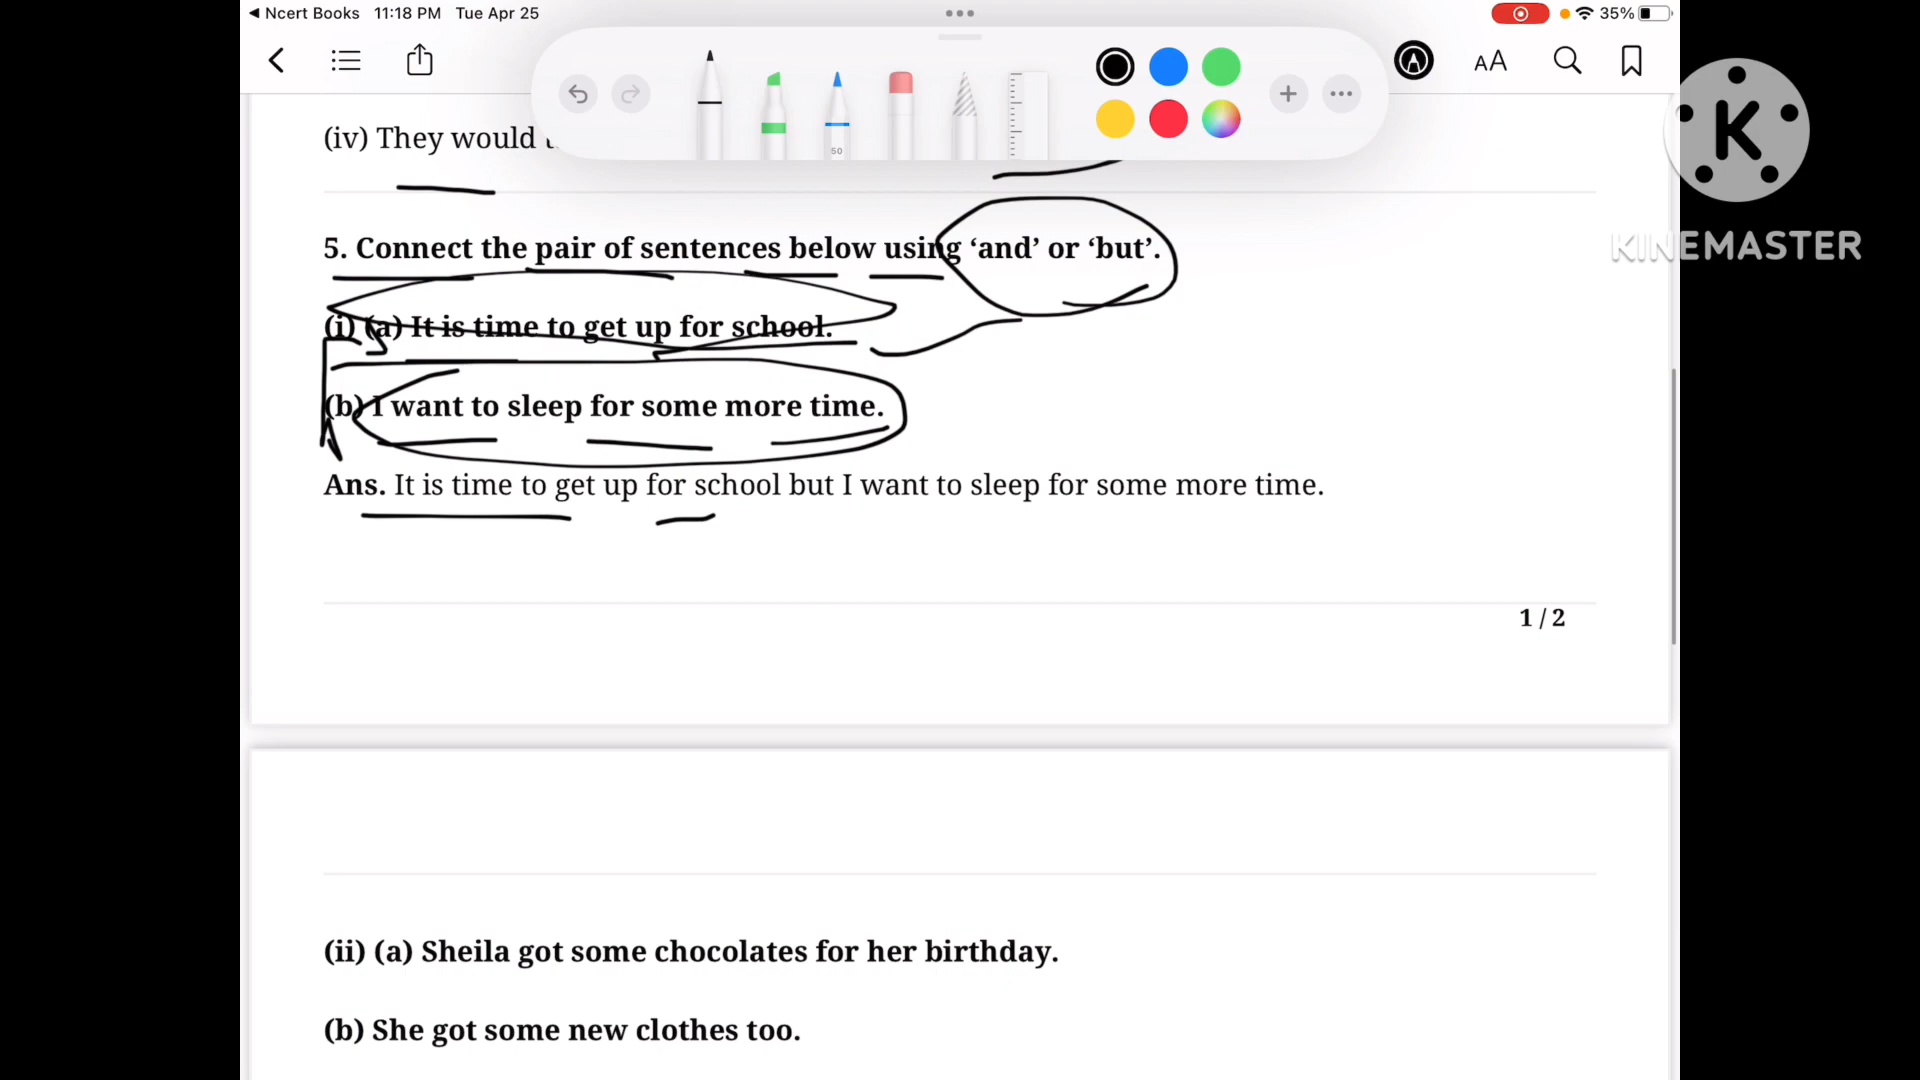 Ncert Books 11:18 PM Tue Apr 25
35%
AA
50
(iv) They would
5. Connect the pair of sentences below using ‘and’ or ‘but’.
(i) (a) It is time to get up for school.
(b) I want to sleep for some more time.
Ans. It is time to get up for school but I want to sleep for some more time.
1 / 2
(ii) (a) Sheila got some chocolates for her birthday.
(b) She got some new clothes too.
K
KINEMASTER